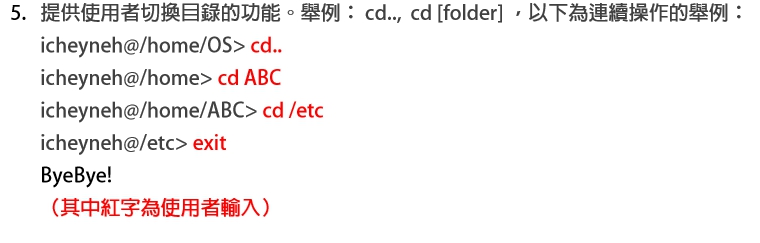 5. 提供使用者切換目錄的功能。舉例： cd.., cd [folder] ，以下為連續操作的舉例：
icheyneh@/home/OS> cd..
icheyneh@/home> cd ABC
icheyneh@/home/ABC> cd /etc
icheyneh@/etc> exit
ByeBye!
（其中紅字為使用者輸入）